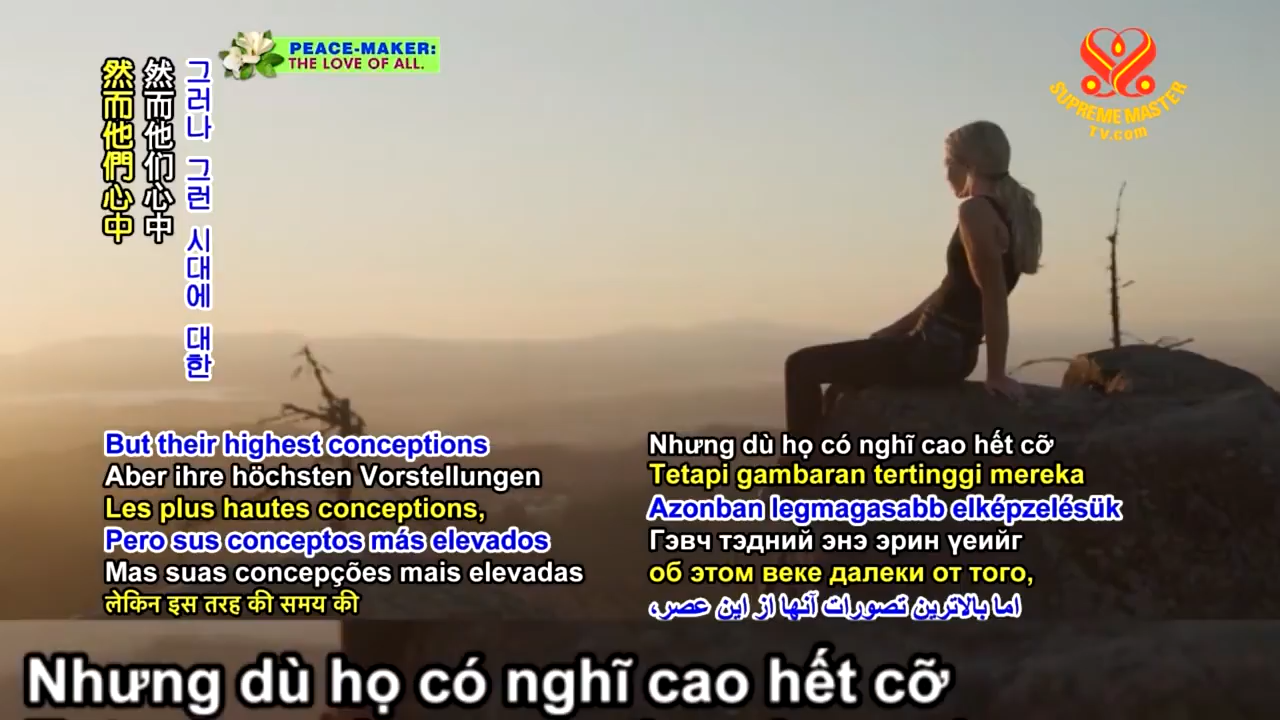 PEACE-MAKER:
THE LOVE OF ALL.
SUPREME MASTER
TV.com
그러나 그런 시대에 대한
然而他们心中
然而他們心中
But their highest conceptions
Aber ihre höchsten Vorstellungen
Les plus hautes conceptions,
Pero sus conceptos más elevados
Mas suas concepções mais elevadas
लेकिन इस तरह की समय की
Nhưng dù họ có nghĩ cao hết cỡ
Tetapi gambaran tertinggi mereka
Azonban legmagasabb elképzelésük
Гэвч тэдний энэ эрин үеийг
об этом веке далеки от того,
اما بالاترین تصورات آنها از این عصر،
Nhưng dù họ có nghĩ cao hết cỡ